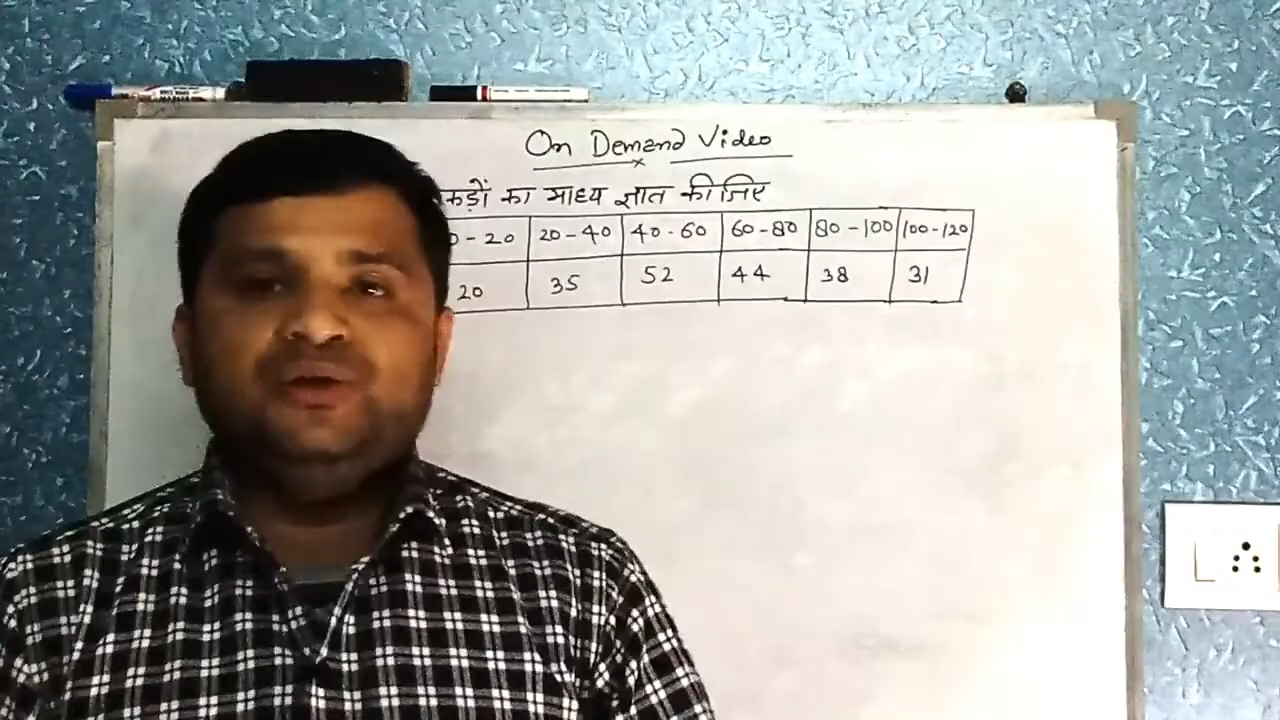 On Demand Video
कड़ों का माध्य ज्ञात कीजिए
0-20 20-40 40-60 60-80 80-100 100-120
20 35 52 44 38 31